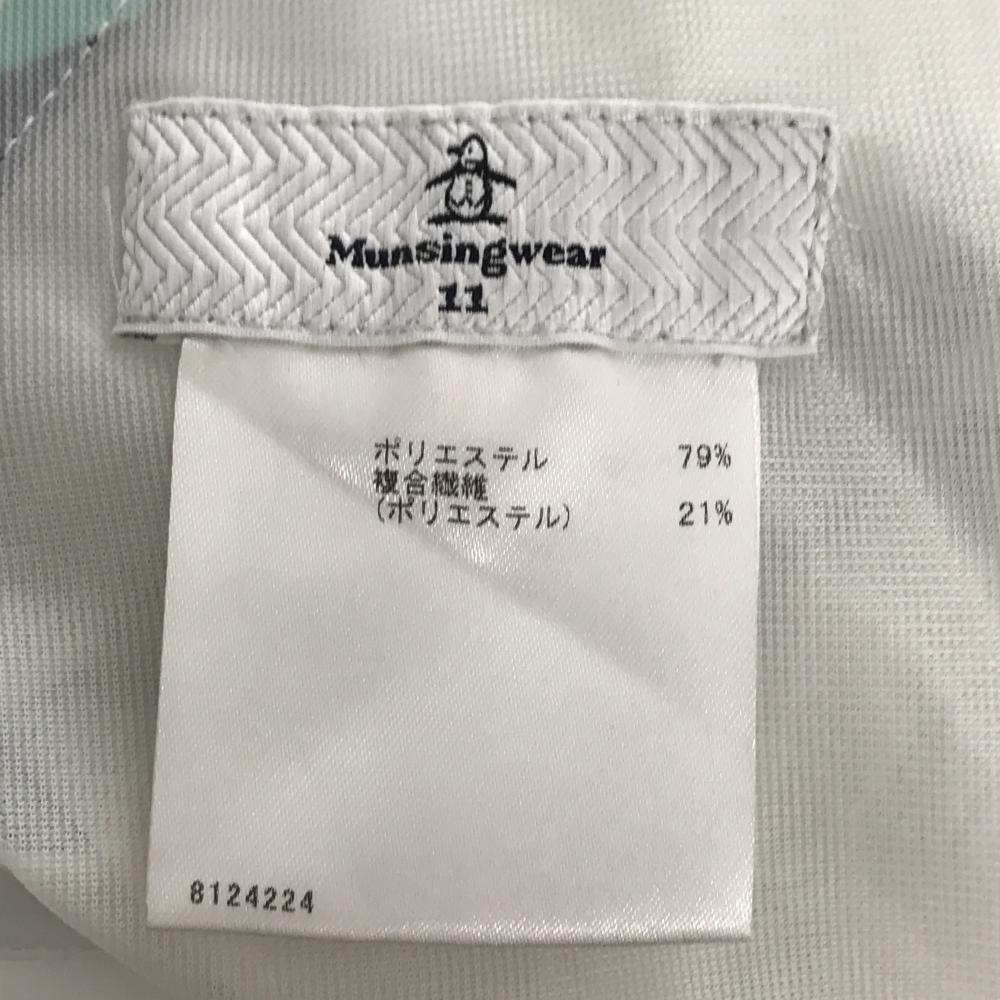 Munsingwear
11
ポリエステル 79%
複合繊維
(ポリエステル) 21%
8124224